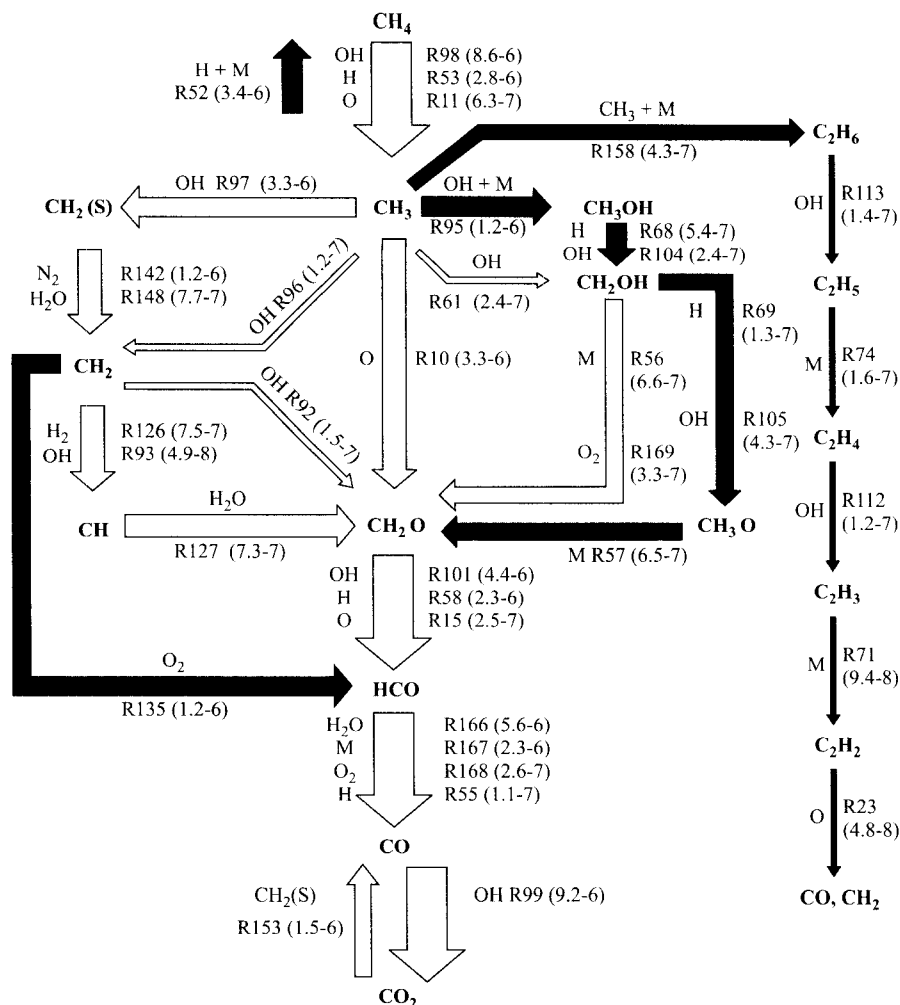 CH₄
H + M
R52 (3.4-6)
OH R98 (8.6-6)
H R53 (2.8-6)
O R11 (6.3-7)
CH₃ + M
R158 (4.3-7)
C₂H₆
OH R97 (3.3-6)
CH₂(S)
CH₃
OH + M
R95 (1.2-6)
CH₃OH
OH
R113
(1.4-7)
H R68 (5.4-7)
OH R104 (2.4-7)
N₂ R142 (1.2-6)
H₂O R148 (7.7-7)
OH R96 (1.2-7)
OH
R61 (2.4-7)
CH₂OH
C₂H₅
H
R69
(1.3-7)
CH₂
O
R10 (3.3-6)
M
R56
(6.6-7)
M
R74
(1.6-7)
OH R92 (1.5-7)
H₂ R126 (7.5-7)
OH R93 (4.9-8)
OH
R105
(4.3-7)
C₂H₄
O₂
R169
(3.3-7)
CH
H₂O
R127 (7.3-7)
CH₂O
M R57 (6.5-7)
CH₃O
OH
R112
(1.2-7)
OH R101 (4.4-6)
H R58 (2.3-6)
O R15 (2.5-7)
C₂H₃
O₂
R135 (1.2-6)
HCO
M
R71
(9.4-8)
H₂O R166 (5.6-6)
M R167 (2.3-6)
O₂ R168 (2.6-7)
H R55 (1.1-7)
C₂H₂
CO
O
R23
(4.8-8)
CH₂(S)
R153 (1.5-6)
OH R99 (9.2-6)
CO, CH₂
CO₂